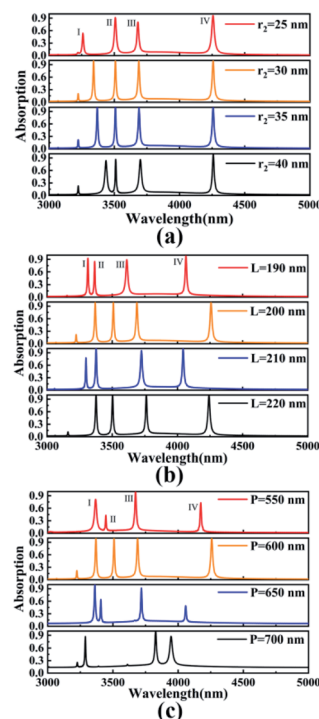 Absorption
0.9
0.6
0.3
0.0
I
II
III
IV
r2=25 nm
0.9
0.6
0.3
0.0
r2=30 nm
0.9
0.6
0.3
0.0
r2=35 nm
0.9
0.6
0.3
0.0
r2=40 nm
3000 3500 4000 4500 5000
Wavelength(nm)
(a)
Absorption
0.9
0.6
0.3
0.0
I
II
III
IV
L=190 nm
0.9
0.6
0.3
0.0
L=200 nm
0.9
0.6
0.3
0.0
L=210 nm
0.9
0.6
0.3
0.0
L=220 nm
3000 3500 4000 4500 5000
Wavelength(nm)
(b)
Absorption
0.9
0.6
0.3
0.0
I
II
III
IV
P=550 nm
0.9
0.6
0.3
0.0
P=600 nm
0.9
0.6
0.3
0.0
P=650 nm
0.9
0.6
0.3
0.0
P=700 nm
3000 3500 4000 4500 5000
Wavelength(nm)
(c)